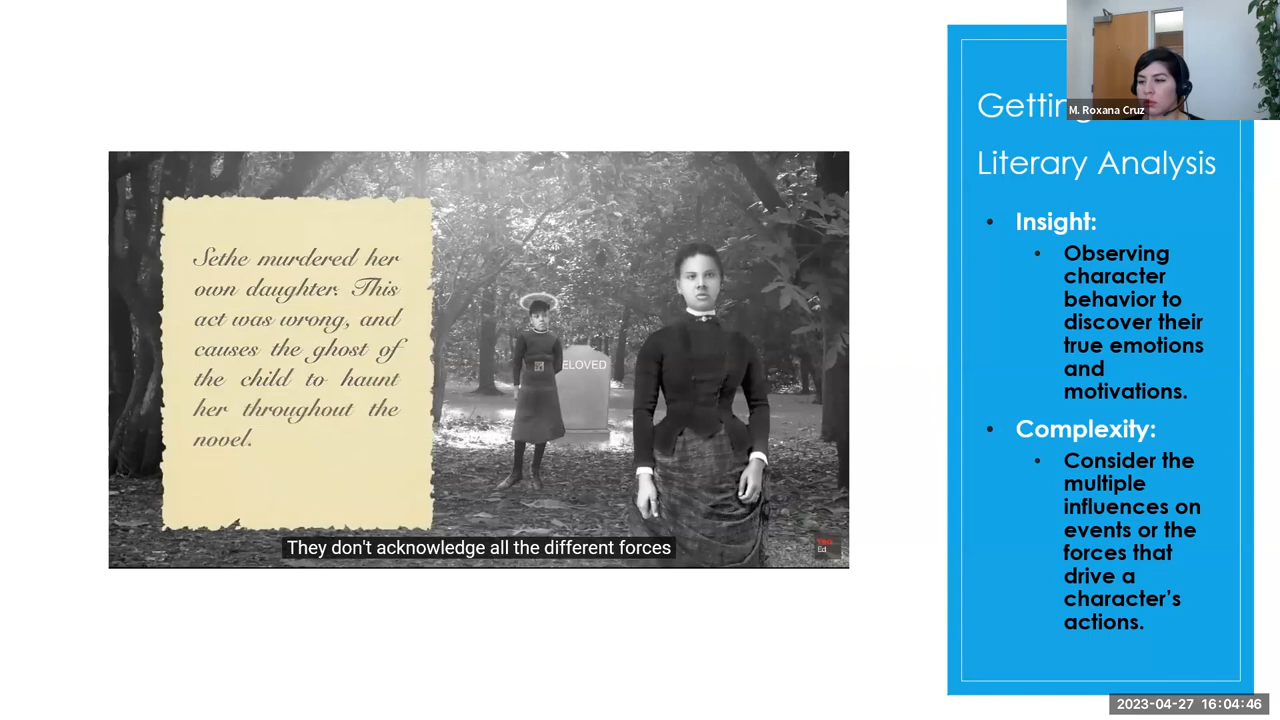 Sethe murdered her
own daughter. This
act was wrong, and
causes the ghost of
the child to haunt
her throughout the
novel.
ELOVED
They don't acknowledge all the different forces
Ed
M. Roxana Cruz
Getting
Literary Analysis
• Insight:
• Observing
character
behavior to
discover their
true emotions
and
motivations.
• Complexity:
• Consider the
multiple
influences on
events or the
forces that
drive a
character's
actions.
2023-04-27 16:04:46